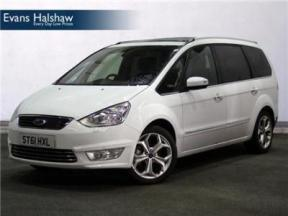 Evans Halshaw
Every Day Low Prices
ST61 HXL